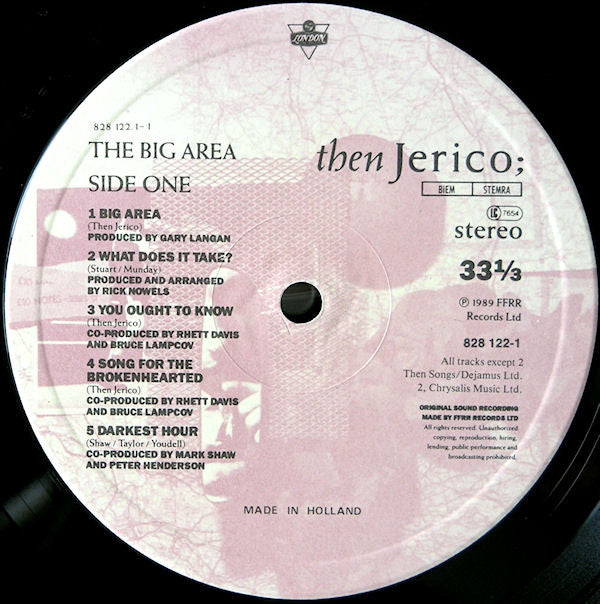 LONDON
828 122.1-1
THE BIG AREA
SIDE ONE
1 BIG AREA
(Then Jerico)
PRODUCED BY GARY LANGAN
2 WHAT DOES IT TAKE?
(Stuart / Munday)
PRODUCED AND ARRANGED
BY RICK NOWELS
3 YOU OUGHT TO KNOW
(Then Jerico)
CO-PRODUCED BY RHETT DAVIS
AND BRUCE LAMPCOV
4 SONG FOR THE
BROKENHEARTED
(Then Jerico)
CO-PRODUCED BY RHETT DAVIS
AND BRUCE LAMPCOV
5 DARKEST HOUR
(Shaw / Taylor / Youdell)
CO-PRODUCED BY MARK SHAW
AND PETER HENDERSON
then Jerico;
BIEM STEMRA
LC 7654
stereo
33⅓
℗ 1989 FFRR
Records Ltd
828 122-1
All tracks except 2
Then Songs/Dejamus Ltd.
2, Chrysalis Music Ltd.
ORIGINAL SOUND RECORDING
MADE BY FFRR RECORDS LTD
All rights reserved. Unauthorized
copying, reproduction, hiring,
lending, public performance and
broadcasting prohibited.
MADE IN HOLLAND